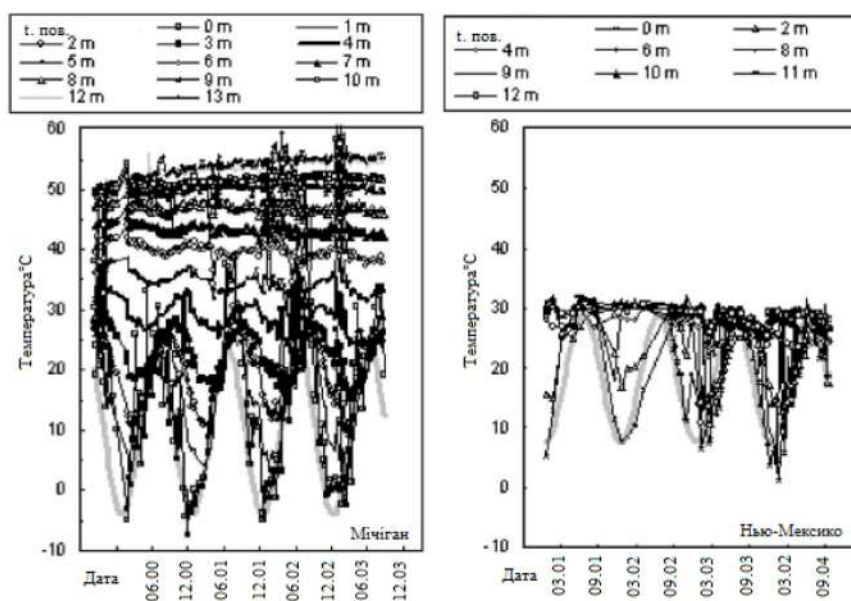 t. пов.
0 m
1 m
2 m
3 m
4 m
5 m
6 m
7 m
8 m
9 m
10 m
12 m
13 m
60
50
40
30
20
10
0
-10
Температура°C
Мічіган
Дата
06.00
12.00
06.01
12.01
06.02
12.02
06.03
12.03
t. пов.
0 m
2 m
4 m
6 m
8 m
9 m
10 m
11 m
12 m
60
50
40
30
20
10
0
-10
Температура°C
Нью-Мексико
Дата
03.01
09.01
03.02
09.02
03.03
09.03
03.02
09.04